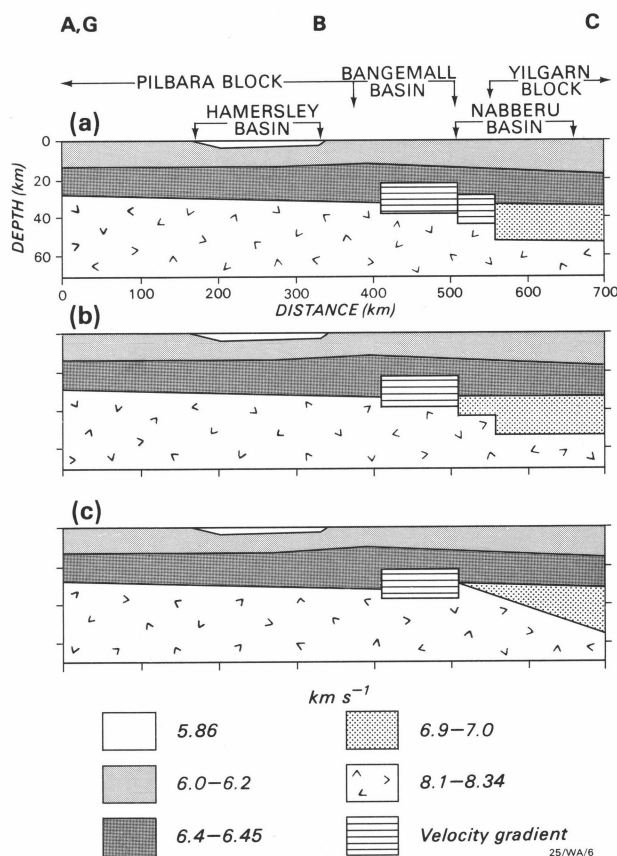 A,G B C
PILBARA BLOCK BANGEMALL BASIN YILGARN BLOCK
HAMERSLEY BASIN NABBERU BASIN
(a)
0
20
40
60
DEPTH (km)
0 100 200 300 400 500 600 700
DISTANCE (km)
(b)
(c)
km s⁻¹
5.86 6.9–7.0
6.0–6.2 8.1–8.34
6.4–6.45 Velocity gradient
25/WA/6